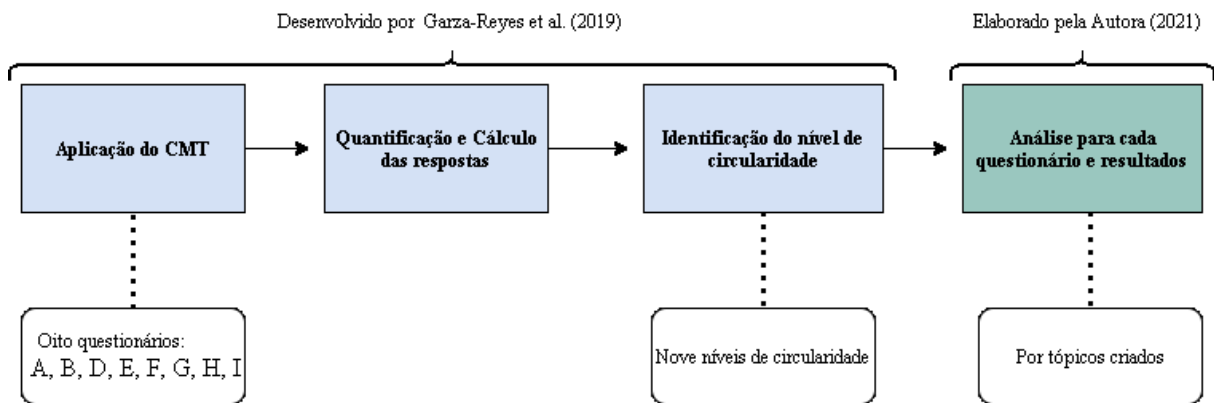 Desenvolvido por Garza-Reyes et al. (2019)
Elaborado pela Autora (2021)
Aplicação do CMT
Quantificação e Cálculo
das respostas
Identificação do nível de
circularidade
Análise para cada
questionário e resultados
Oito questionários:
A, B, D, E, F, G, H, I
Nove níveis de circularidade
Por tópicos criados